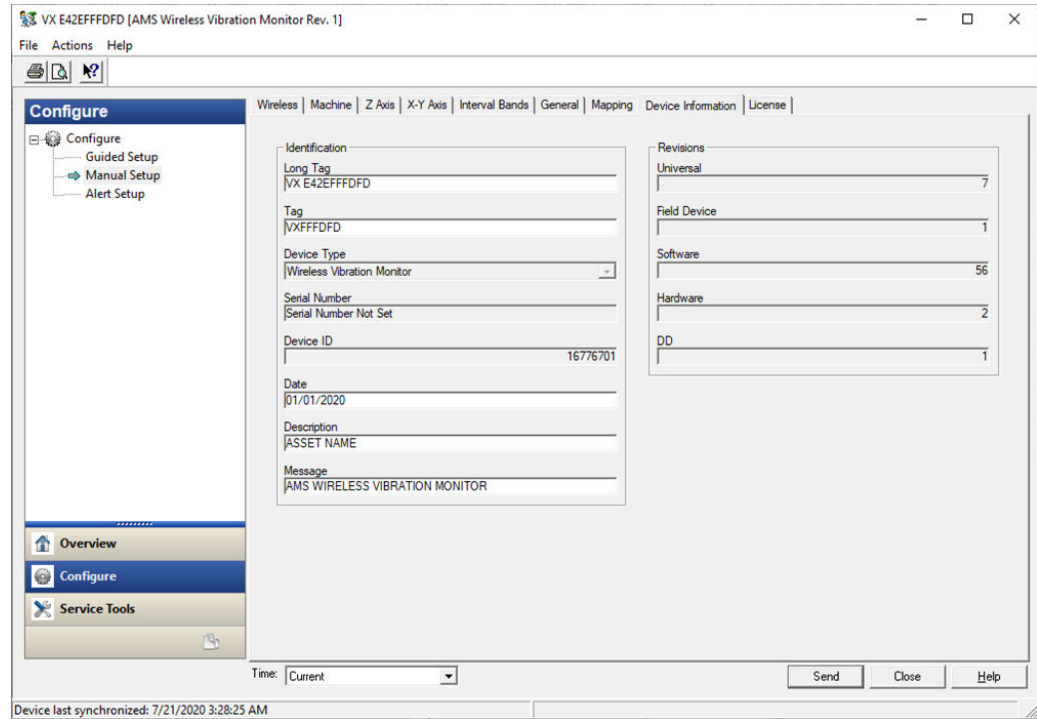 VX E42EFFFDFD [AMS Wireless Vibration Monitor Rev. 1]
File Actions Help
Configure
Configure
Guided Setup
Manual Setup
Alert Setup
Overview
Configure
Service Tools
Wireless Machine Z Axis X-Y Axis Interval Bands General Mapping Device Information License
Identification
Long Tag
VX E42EFFFDFD
Tag
VXFFFDFD
Device Type
Wireless Vibration Monitor
Serial Number
Serial Number Not Set
Device ID
16776701
Date
01/01/2020
Description
ASSET NAME
Message
AMS WIRELESS VIBRATION MONITOR
Revisions
Universal
7
Field Device
1
Software
56
Hardware
2
DD
1
Time: Current
Send Close Help
Device last synchronized: 7/21/2020 3:28:25 AM